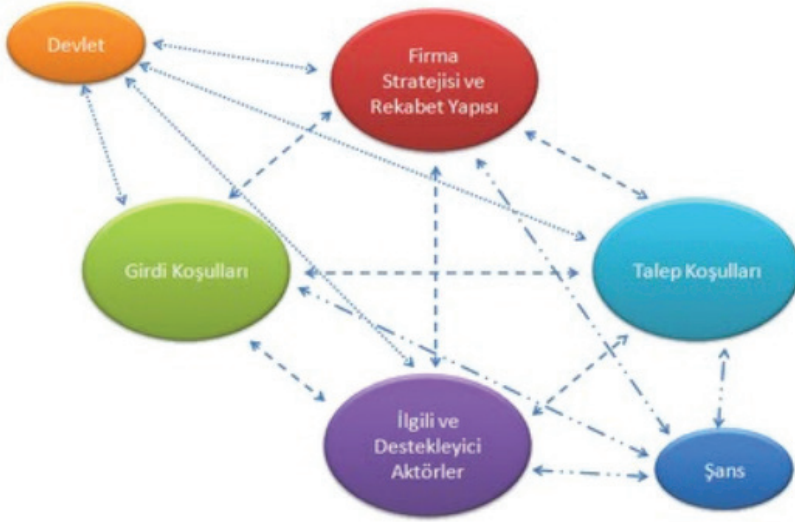 Devlet
Firma
Stratejisi ve
Rekabet Yapısı
Girdi Koşulları
Talep Koşulları
İlgili ve
Destekleyici
Aktörler
Şans